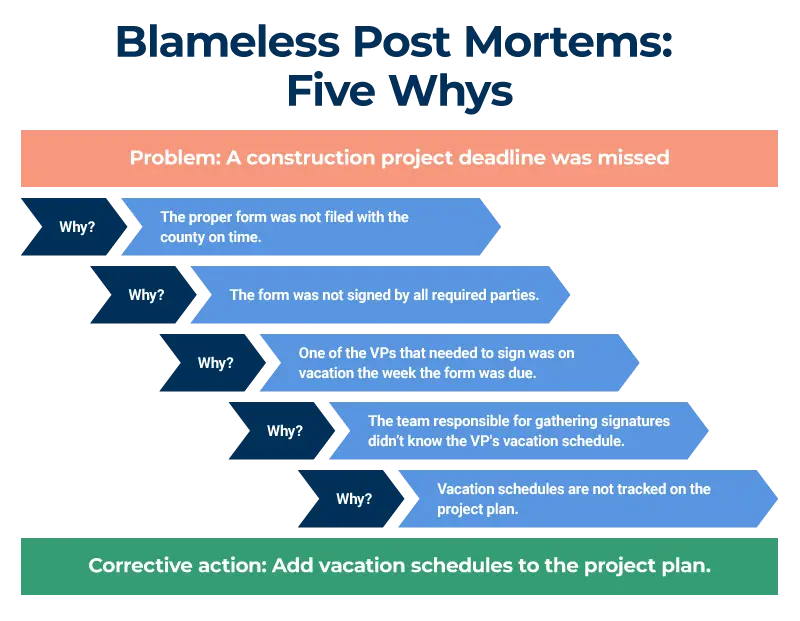 Blameless Post Mortems:
Five Whys
Problem: A construction project deadline was missed
Why?
The proper form was not filed with the
county on time.
Why?
The form was not signed by all required parties.
Why?
One of the VPs that needed to sign was on
vacation the week the form was due.
Why?
The team responsible for gathering signatures
didn’t know the VP's vacation schedule.
Why?
Vacation schedules are not tracked on the
project plan.
Corrective action: Add vacation schedules to the project plan.